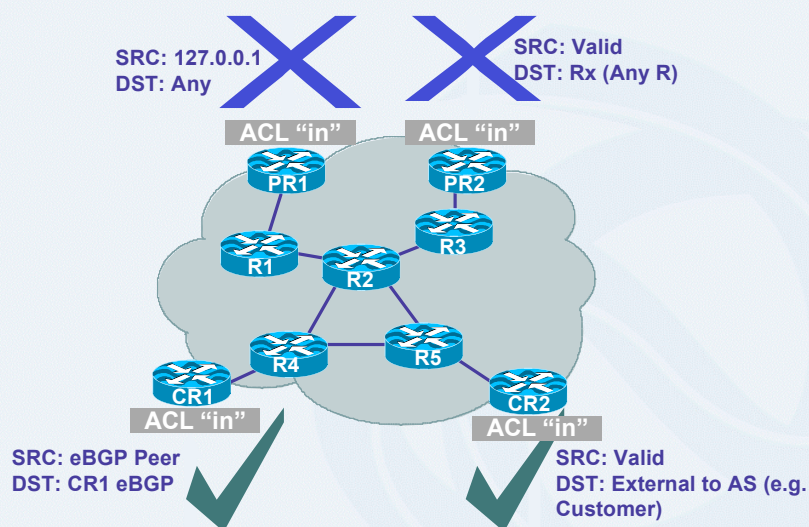 SRC: 127.0.0.1
DST: Any
SRC: Valid
DST: Rx (Any R)
ACL “in”
ACL “in”
PR1
PR2
R1
R2
R3
R4
R5
CR1
CR2
ACL “in”
ACL “in”
SRC: eBGP Peer
DST: CR1 eBGP
SRC: Valid
DST: External to AS (e.g.
Customer)